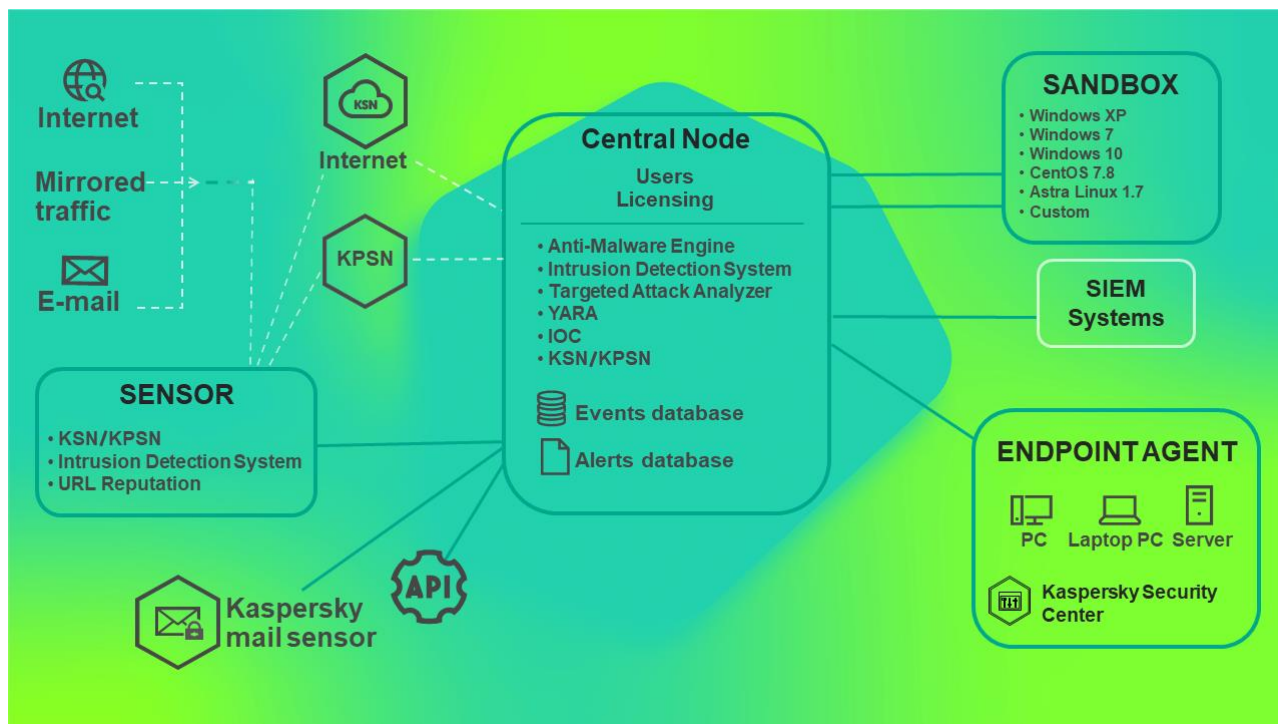 Internet
Mirrored
traffic
E-mail
KSN
Internet
KPSN
SENSOR
• KSN/KPSN
• Intrusion Detection System
• URL Reputation
Kaspersky
mail sensor
API
Central Node
Users
Licensing
• Anti-Malware Engine
• Intrusion Detection System
• Targeted Attack Analyzer
• YARA
• IOC
• KSN/KPSN
Events database
Alerts database
SANDBOX
• Windows XP
• Windows 7
• Windows 10
• CentOS 7.8
• Astra Linux 1.7
• Custom
SIEM
Systems
ENDPOINT AGENT
PC Laptop PC Server
Kaspersky Security
Center